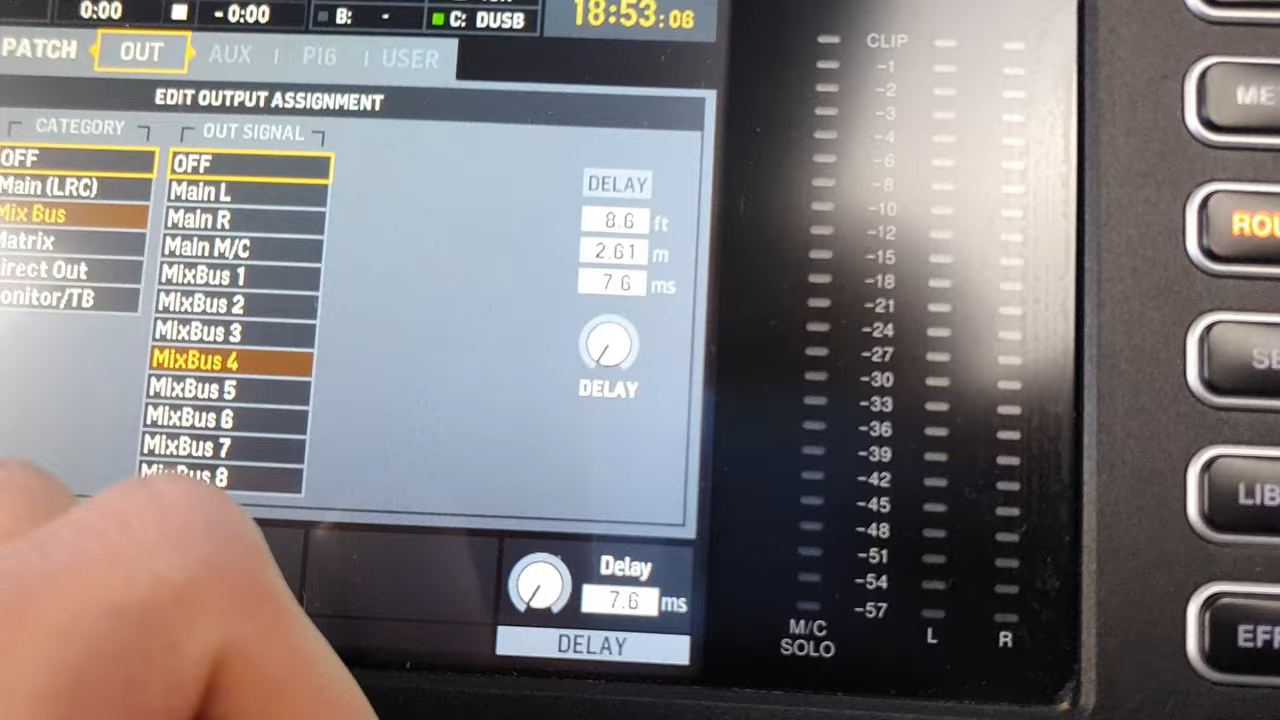 0:00 - 0:00 B: - C: DUSB 18:53:06
PATCH OUT AUX P16 USER
EDIT OUTPUT ASSIGNMENT
CATEGORY
OFF
Main (LRC)
Mix Bus
Matrix
irect Out
onitor/TB
OUT SIGNAL
OFF
Main L
Main R
Main M/C
MixBus 1
MixBus 2
MixBus 3
MixBus 4
MixBus 5
MixBus 6
MixBus 7
MixBus 8
DELAY
8.6 ft
2.61 m
7.6 ms
DELAY
Delay
7.6 ms
DELAY
CLIP
-1
-2
-3
-4
-6
-8
-10
-12
-15
-18
-21
-24
-27
-30
-33
-36
-39
-42
-45
-48
-51
-54
-57
M/C
SOLO
L
R
ME
ROU
SE
LIB
EFF